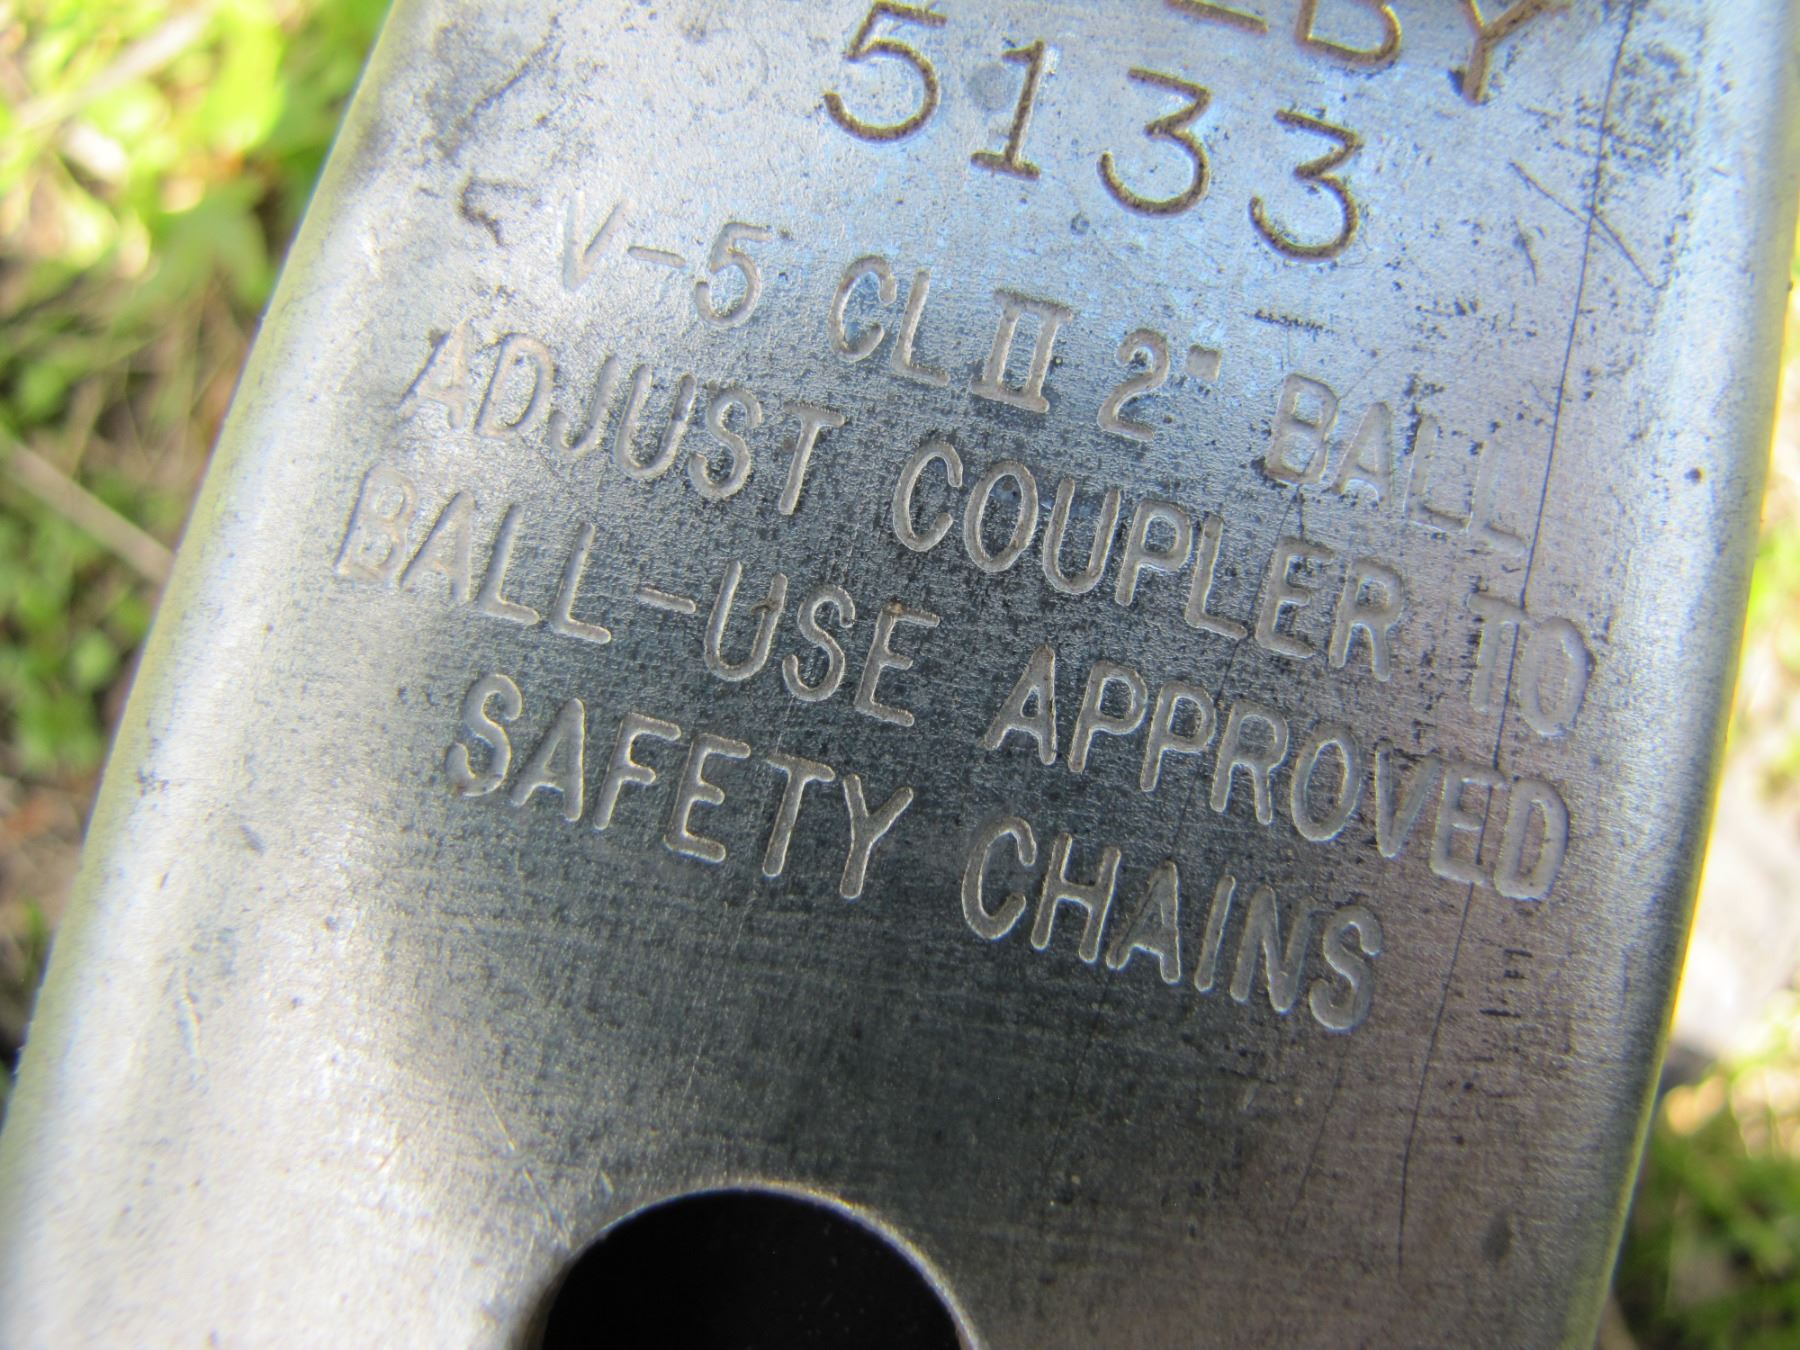 5133
V-5 CL II 2" BALL
ADJUST COUPLER TO
BALL-USE APPROVED
SAFETY CHAINS